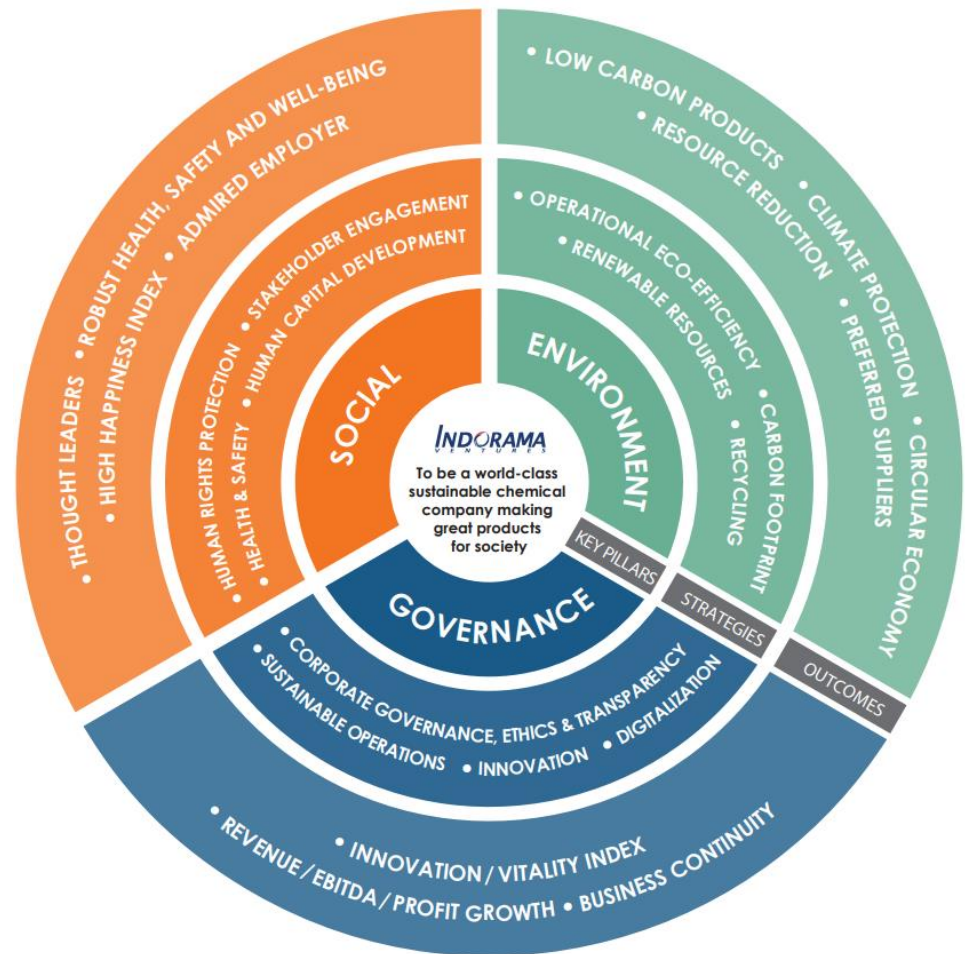 INDORAMA
VENTURES
To be a world-class
sustainable chemical
company making
great products
for society
SOCIAL
• HUMAN RIGHTS PROTECTION • STAKEHOLDER ENGAGEMENT
• HEALTH & SAFETY • HUMAN CAPITAL DEVELOPMENT
• THOUGHT LEADERS • ROBUST HEALTH, SAFETY AND WELL-BEING
• HIGH HAPPINESS INDEX • ADMIRED EMPLOYER
ENVIRONMENT
• OPERATIONAL ECO-EFFICIENCY • CARBON FOOTPRINT
• RENEWABLE RESOURCES • RECYCLING
• LOW CARBON PRODUCTS • CLIMATE PROTECTION • CIRCULAR ECONOMY
• RESOURCE REDUCTION • PREFERRED SUPPLIERS
KEY PILLARS
STRATEGIES
OUTCOMES
GOVERNANCE
• CORPORATE GOVERNANCE, ETHICS & TRANSPARENCY
• SUSTAINABLE OPERATIONS • INNOVATION • DIGITALIZATION
• INNOVATION / VITALITY INDEX
• REVENUE / EBITDA / PROFIT GROWTH • BUSINESS CONTINUITY